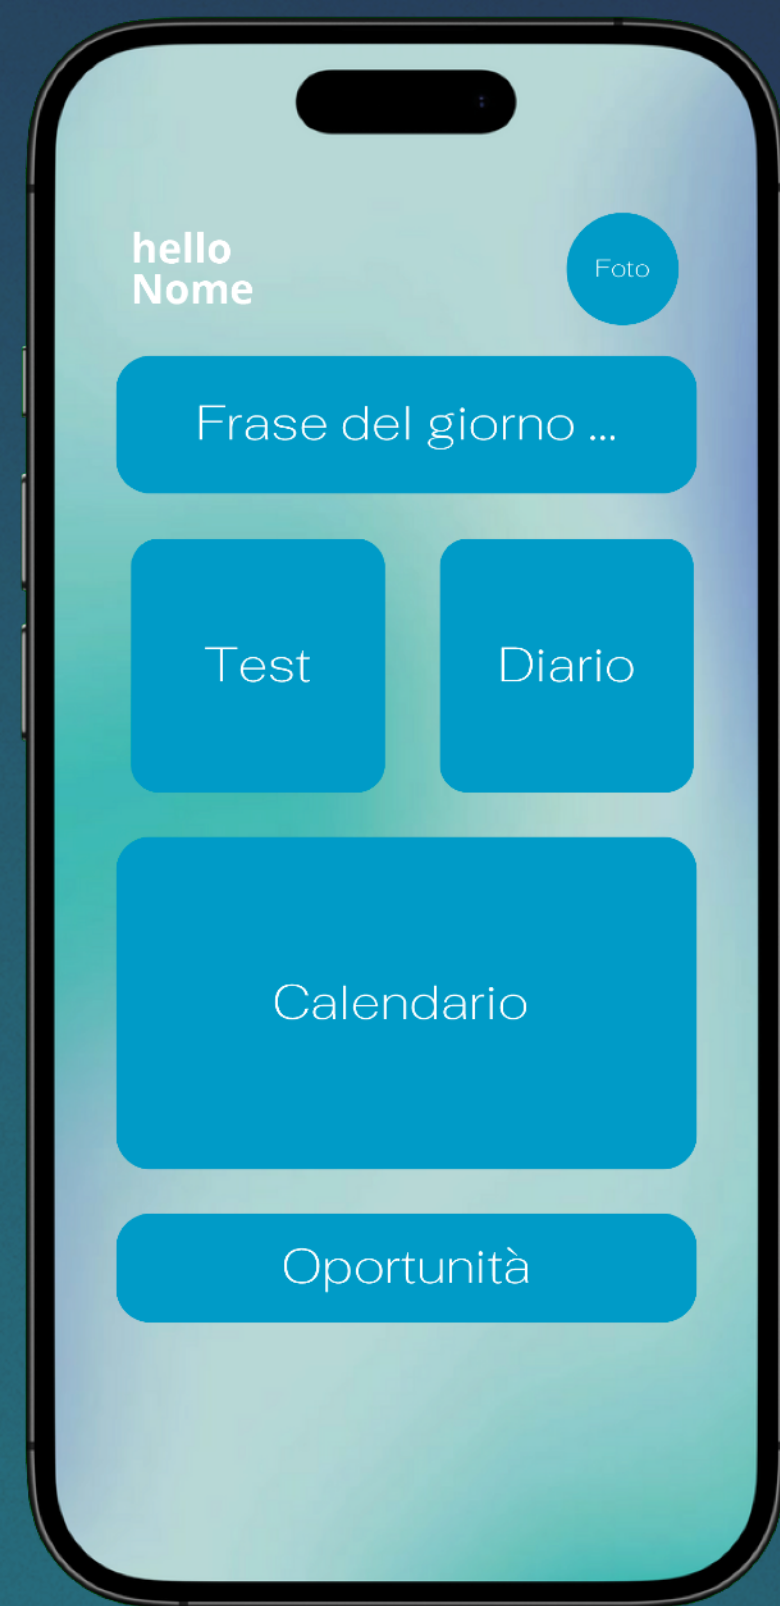 hello
Nome
Foto
Frase del giorno ...
Test
Diario
Calendario
Oportunità